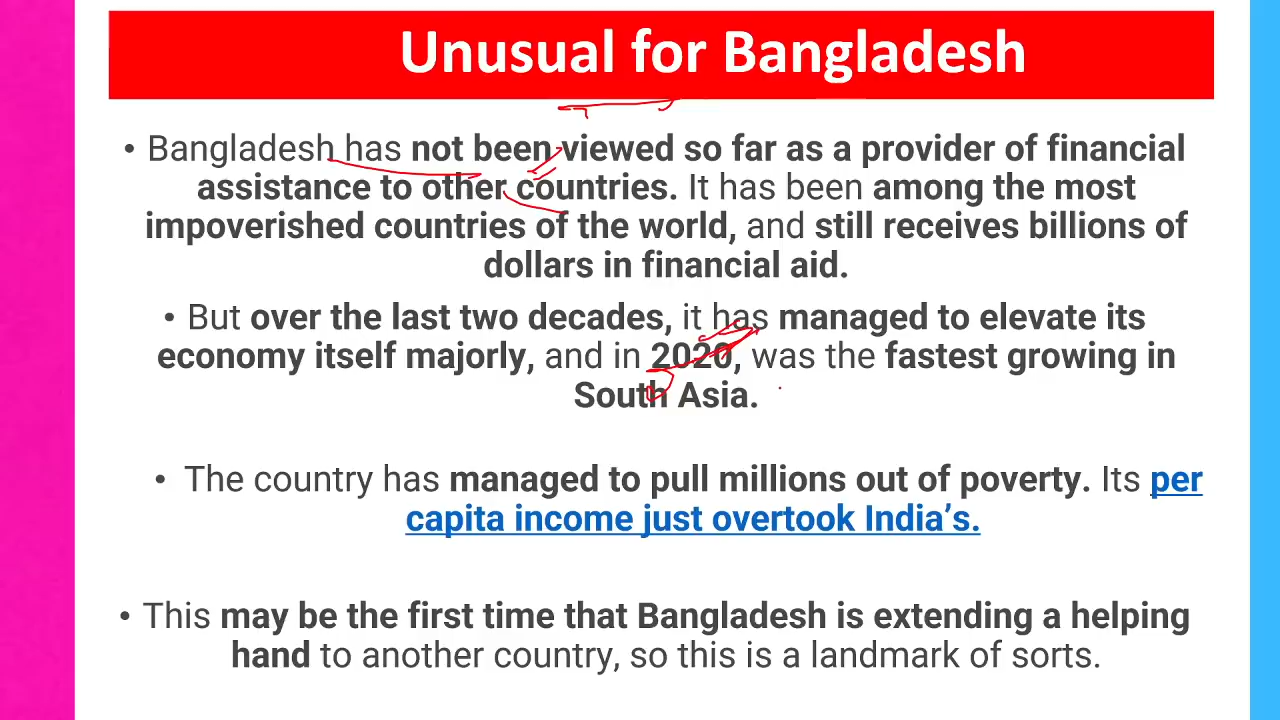 Unusual for Bangladesh
• Bangladesh has not been viewed so far as a provider of financial
assistance to other countries. It has been among the most
impoverished countries of the world, and still receives billions of
dollars in financial aid.
• But over the last two decades, it has managed to elevate its
economy itself majorly, and in 2020, was the fastest growing in
South Asia.
• The country has managed to pull millions out of poverty. Its per
capita income just overtook India’s.
• This may be the first time that Bangladesh is extending a helping
hand to another country, so this is a landmark of sorts.